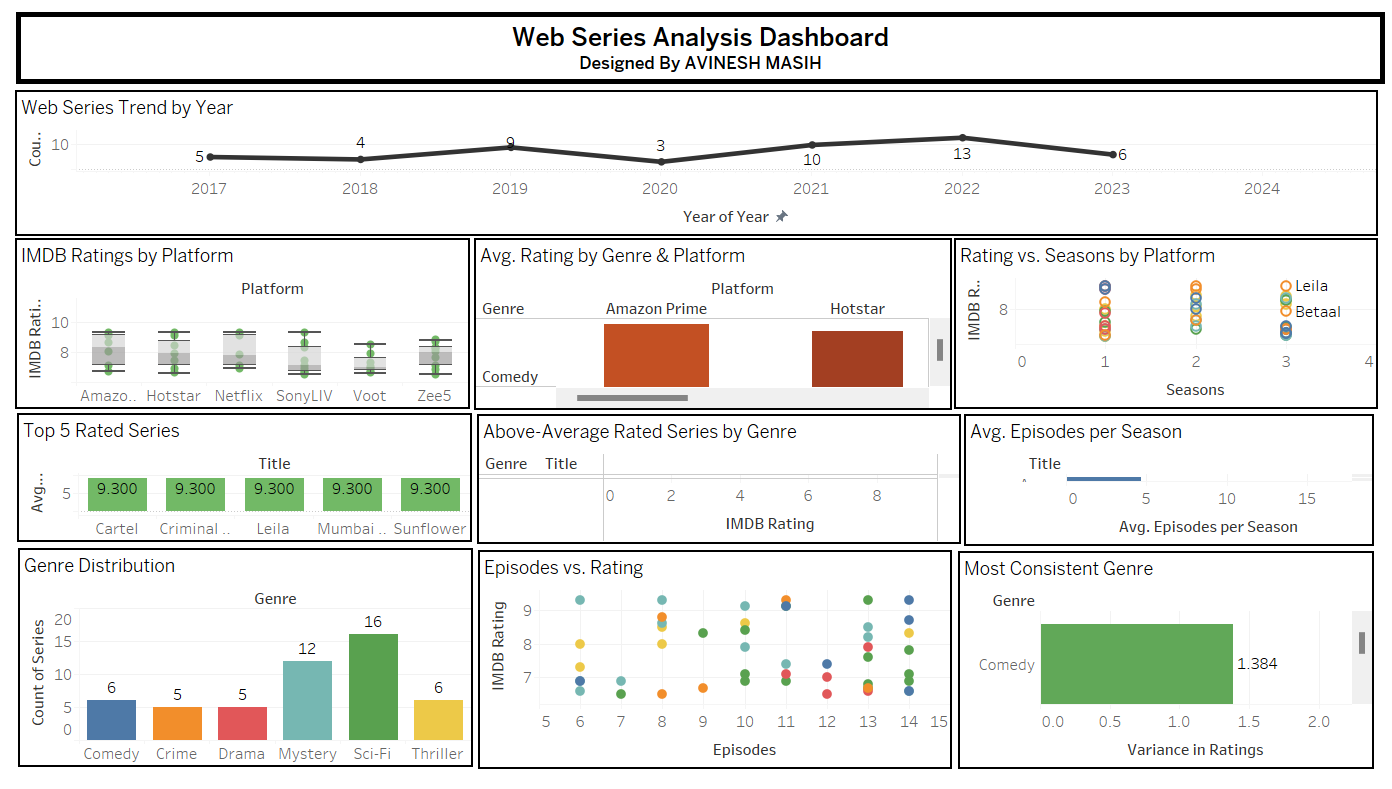 Web Series Analysis Dashboard
Designed By AVINESH MASIH
Web Series Trend by Year
Cou..
10
5
4
9
3
10
13
6
2017 2018 2019 2020 2021 2022 2023 2024
Year of Year
IMDB Ratings by Platform
Platform
IMDB Rati..
10
8
Amazo.. Hotstar Netflix SonyLIV Voot Zee5
Avg. Rating by Genre & Platform
Platform
Genre Amazon Prime Hotstar
Comedy
Rating vs. Seasons by Platform
IMDB R..
8
Leila
Betaal
0 1 2 3 4
Seasons
Top 5 Rated Series
Title
Avg...
5
9.300 9.300 9.300 9.300 9.300
Cartel Criminal .. Leila Mumbai .. Sunflower
Above-Average Rated Series by Genre
Genre Title
0 2 4 6 8
IMDB Rating
Avg. Episodes per Season
Title
0 5 10 15
Avg. Episodes per Season
Genre Distribution
Genre
Count of Series
20
15
10
5
0
6 5 5 12 16 6
Comedy Crime Drama Mystery Sci-Fi Thriller
Episodes vs. Rating
IMDB Rating
9
8
7
5 6 7 8 9 10 11 12 13 14 15
Episodes
Most Consistent Genre
Genre
Comedy
1.384
0.0 0.5 1.0 1.5 2.0
Variance in Ratings